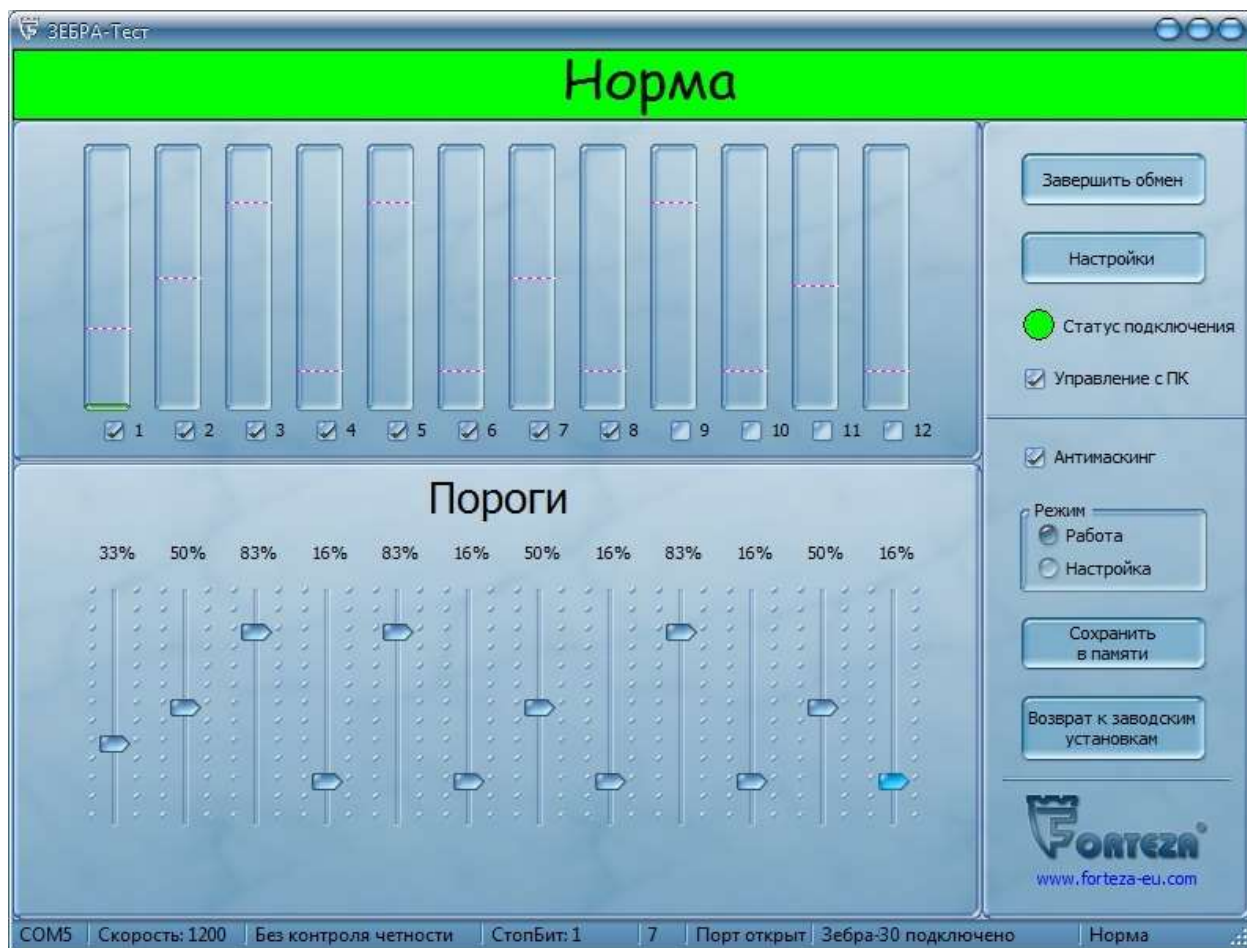 ЗЕБРА-Тест
Норма
1 2 3 4 5 6 7 8 9 10 11 12
Завершить обмен
Настройки
Статус подключения
Управление с ПК
Антимаскинг
Режим
Работа
Настройка
Сохранить
в памяти
Возврат к заводским
установкам
FORTEZA®
www.forteza-eu.com
Пороги
33% 50% 83% 16% 83% 16% 50% 16% 83% 16% 50% 16%
COM5 Скорость: 1200 Без контроля четности СтопБит: 1 7 Порт открыт Зебра-30 подключено Норма